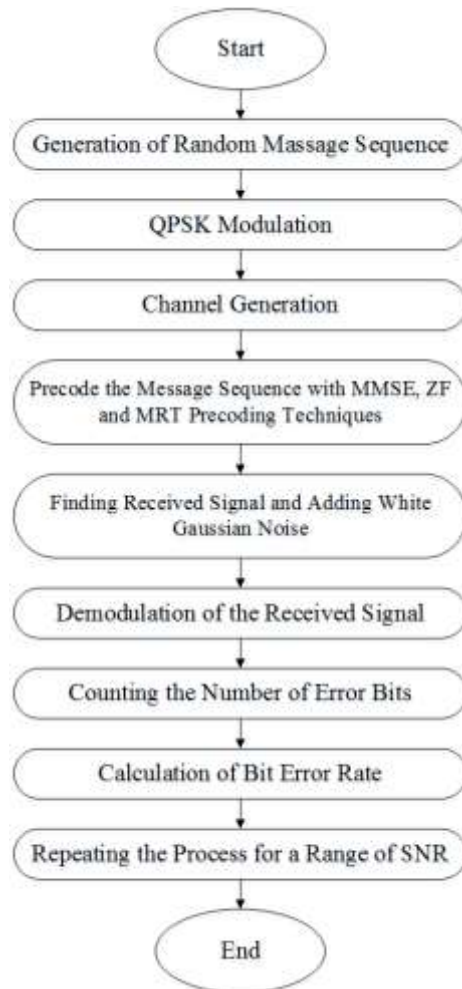 Start
Generation of Random Massage Sequence
QPSK Modulation
Channel Generation
Precode the Message Sequence with MMSE, ZF
and MRT Precoding Techniques
Finding Received Signal and Adding White
Gaussian Noise
Demodulation of the Received Signal
Counting the Number of Error Bits
Calculation of Bit Error Rate
Repeating the Process for a Range of SNR
End